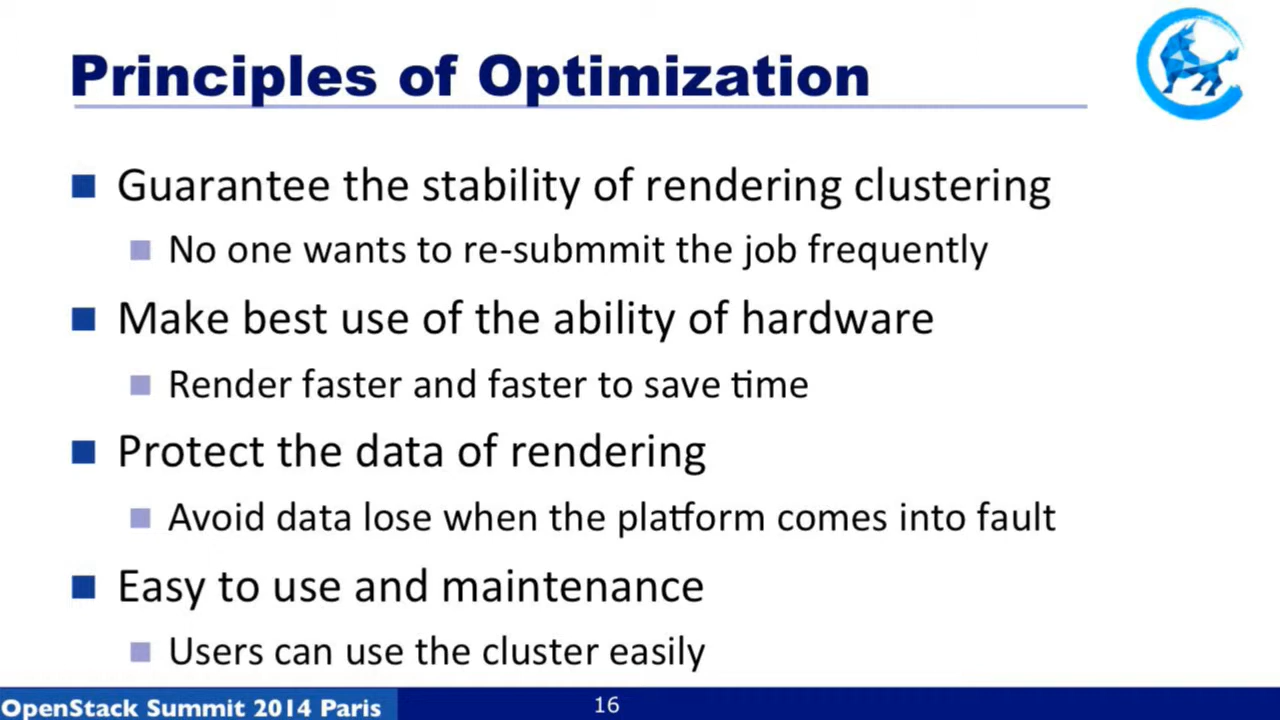 Principles of Optimization
Guarantee the stability of rendering clustering
No one wants to re-submmit the job frequently
Make best use of the ability of hardware
Render faster and faster to save time
Protect the data of rendering
Avoid data lose when the platform comes into fault
Easy to use and maintenance
Users can use the cluster easily
OpenStack Summit 2014 Paris
16